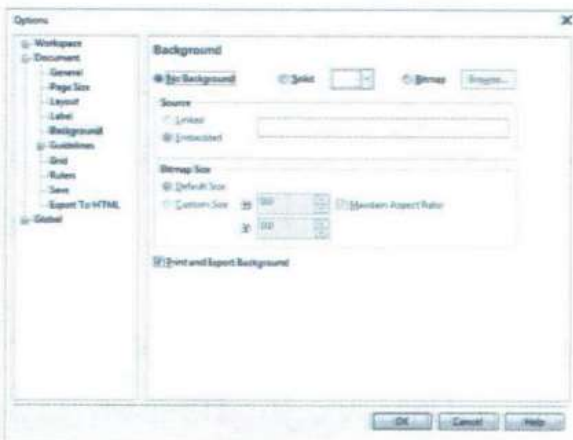 Options
Workspace
Document
General
Page Size
Layout
Label
Background
Guidelines
Grid
Rulers
Save
Export To HTML
Global
Background
No Background Solid Bitmap Browse...
Source
Linked
Embedded
Bitmap Size
Default Size
Custom Size H: Maintain Aspect Ratio
V:
Print and Export Background
OK Cancel Help